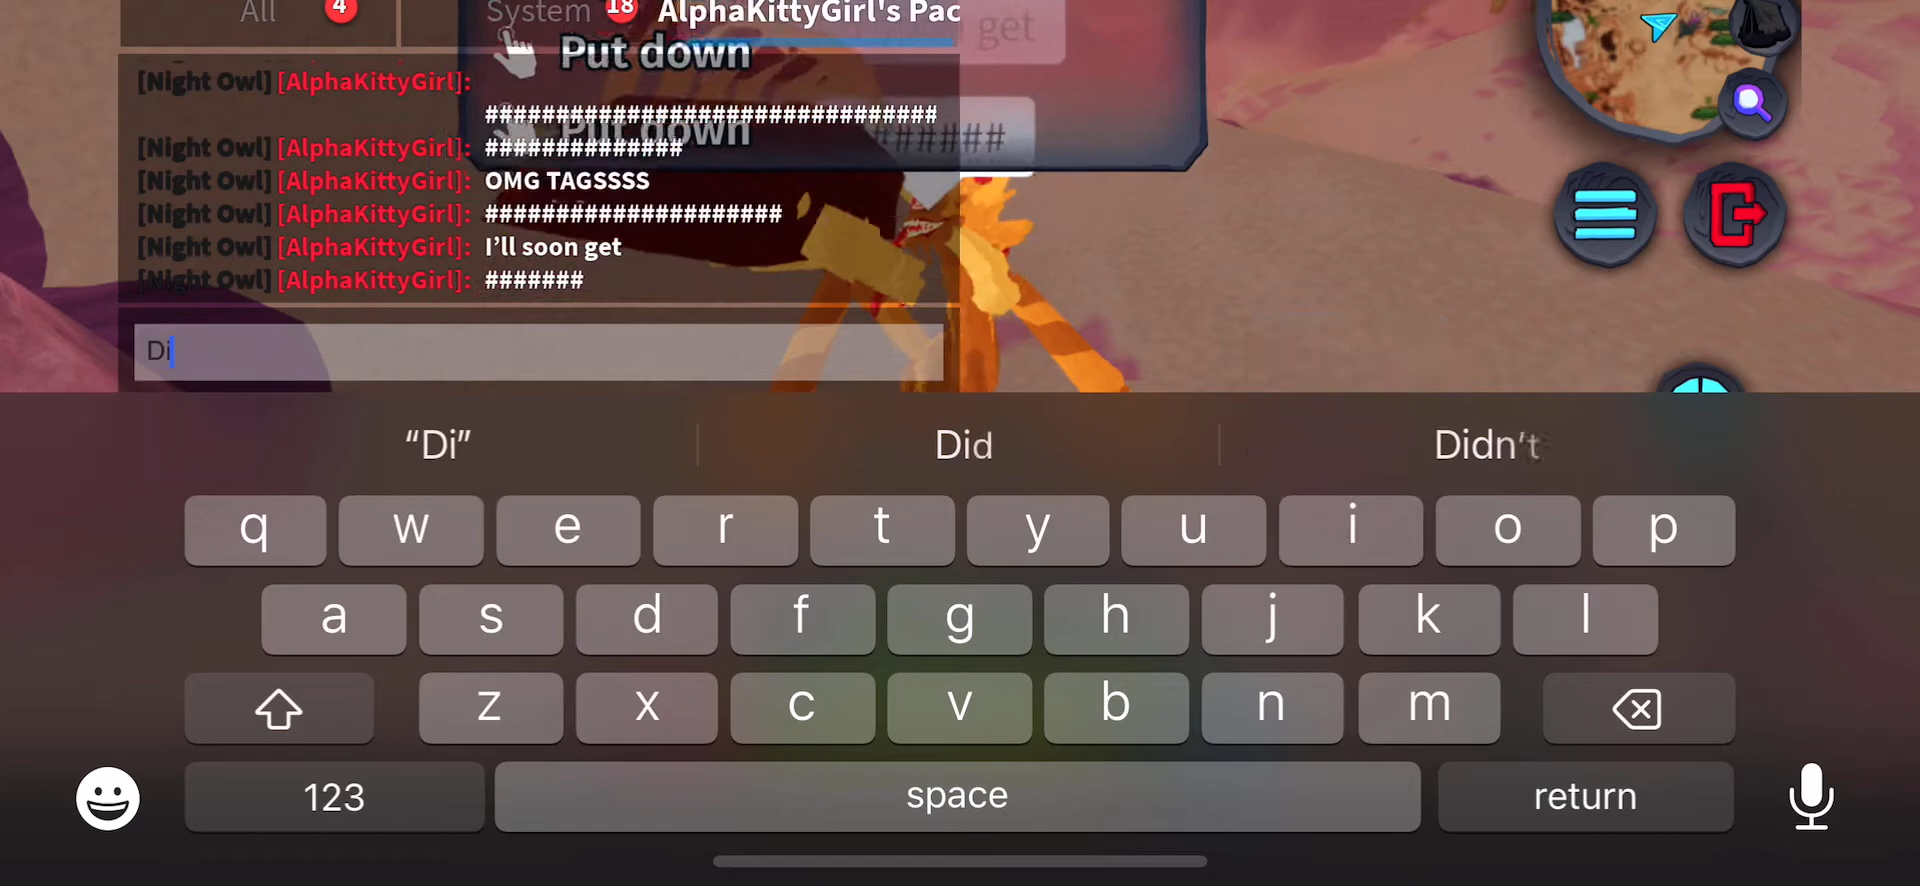 All 4 System 18 AlphaKittyGirl's Pac
get
Put down
[Night Owl] [AlphaKittyGirl]:
##############################
Put down ######
[Night Owl] [AlphaKittyGirl]: ##############
[Night Owl] [AlphaKittyGirl]: OMG TAGSSSS
[Night Owl] [AlphaKittyGirl]: #####################
[Night Owl] [AlphaKittyGirl]: I’ll soon get
[Night Owl] [AlphaKittyGirl]: #######
Di
“Di” Did Didn’t
q w e r t y u i o p
a s d f g h j k l
z x c v b n m
123 space return